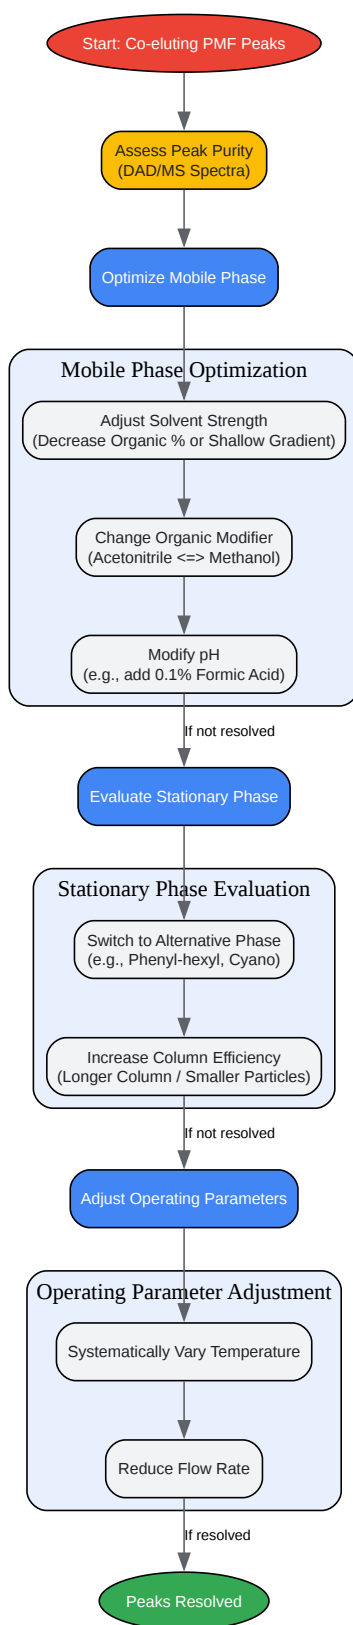 Start: Co-eluting PMF Peaks
Assess Peak Purity
(DAD/MS Spectra)
Optimize Mobile Phase
Mobile Phase Optimization
Adjust Solvent Strength
(Decrease Organic % or Shallow Gradient)
Change Organic Modifier
(Acetonitrile <=> Methanol)
Modify pH
(e.g., add 0.1% Formic Acid)
If not resolved
Evaluate Stationary Phase
Stationary Phase Evaluation
Switch to Alternative Phase
(e.g., Phenyl-hexyl, Cyano)
Increase Column Efficiency
(Longer Column / Smaller Particles)
If not resolved
Adjust Operating Parameters
Operating Parameter Adjustment
Systematically Vary Temperature
Reduce Flow Rate
If resolved
Peaks Resolved